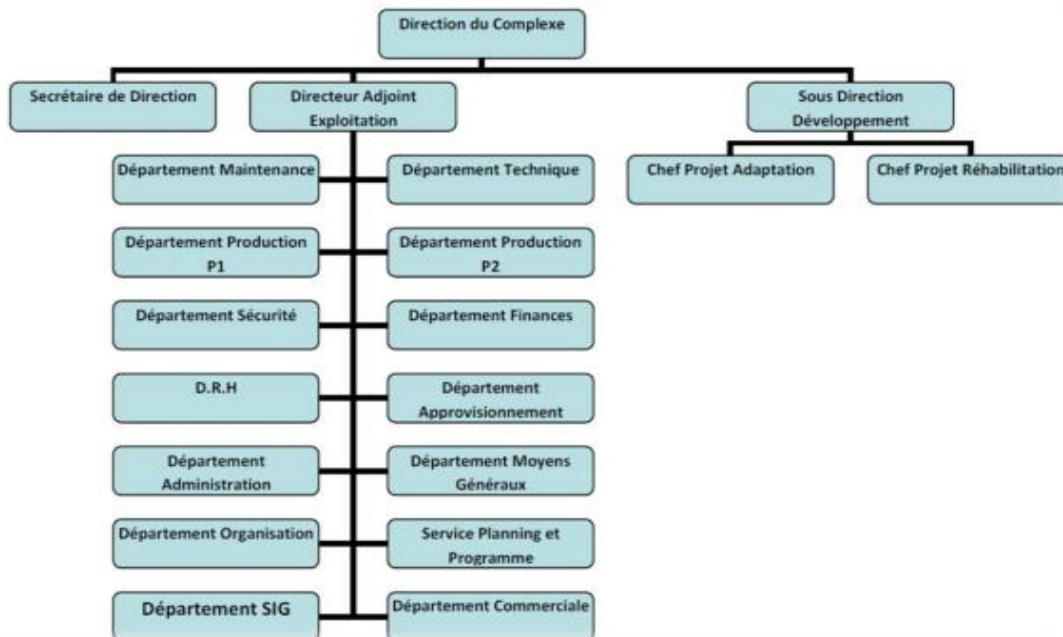 Direction du Complexe
Secrétaire de Direction
Directeur Adjoint
Exploitation
Sous Direction
Développement
Département Maintenance
Département Technique
Chef Projet Adaptation
Chef Projet Réhabilitation
Département Production
P1
Département Production
P2
Département Sécurité
Département Finances
D.R.H
Département
Approvisionnement
Département
Administration
Département Moyens
Généraux
Département Organisation
Service Planning et
Programme
Département SIG
Département Commerciale